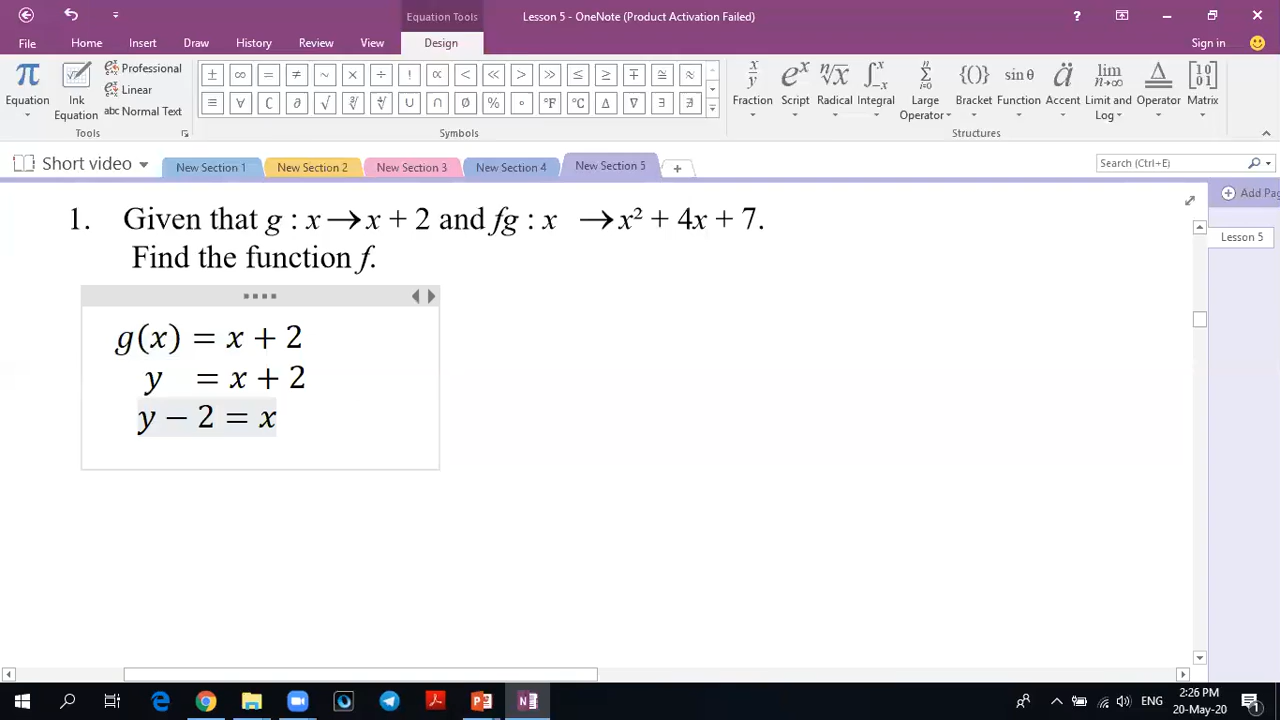 Equation Tools
Lesson 5 - OneNote (Product Activation Failed)
?
File Home Insert Draw History Review View Design
Sign in
π Equation
Ink Equation
Professional
Linear
abc Normal Text
Tools
± ∞ = ≠ ~ × ÷ ! ∝ < ≪ > ≫ ≤ ≥ ∓ ≅ ≈
≡ ∀ ∁ ∂ √ ∛ ∜ ∪ ∩ ∅ % ° °F °C ∆ ∇ ∃ ∄
Symbols
Fraction Script Radical Integral Large Operator Bracket Function Accent Limit and Log Operator Matrix
Structures
Short video
New Section 1 New Section 2 New Section 3 New Section 4 New Section 5 +
Search (Ctrl+E)
Add Pag
Lesson 5
1. Given that g : x → x + 2 and fg : x → x² + 4x + 7.
Find the function f.
g(x) = x + 2
y = x + 2
y − 2 = x
ENG
2:26 PM
20-May-20
1